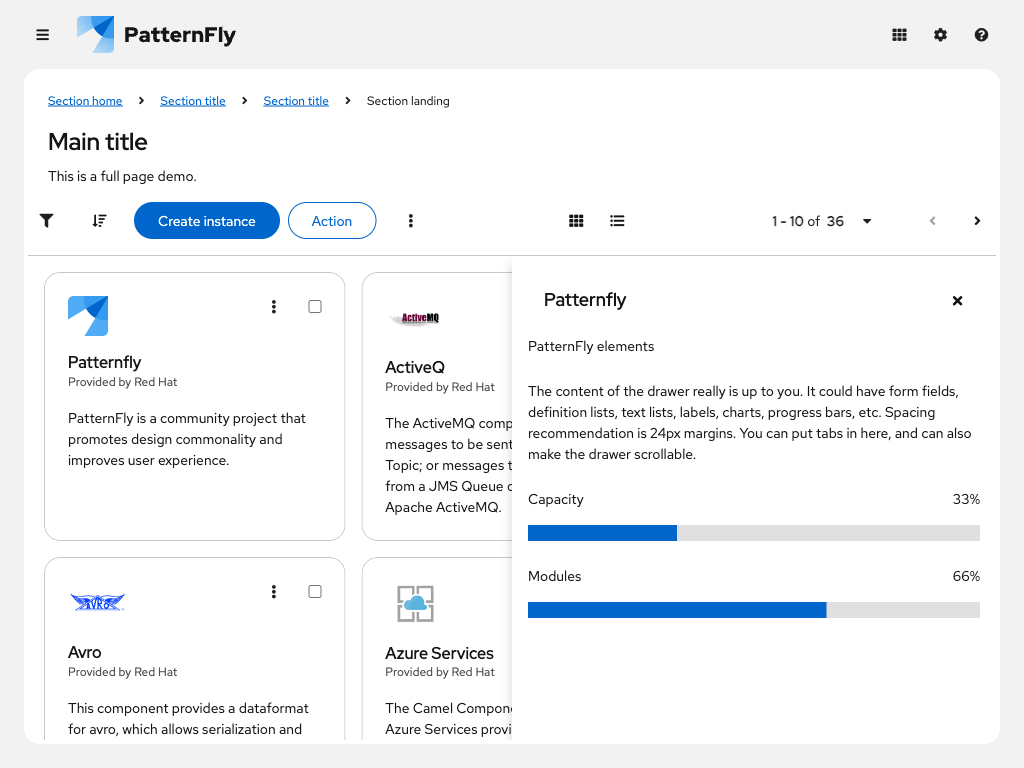 PatternFly
Section home
Section title
Section title
Section landing
Main title
This is a full page demo.
Create instance
Action
1 - 10 of 36
Patternfly
Provided by Red Hat
PatternFly is a community project that
promotes design commonality and
improves user experience.
ActiveMQ
ActiveQ
Provided by Red Hat
The ActiveMQ comp
messages to be sent
Topic; or messages t
from a JMS Queue o
Apache ActiveMQ.
AVRO
Avro
Provided by Red Hat
This component provides a dataformat
for avro, which allows serialization and
Azure Services
Provided by Red Hat
The Camel Compone
Azure Services provi
Patternfly
PatternFly elements
The content of the drawer really is up to you. It could have form fields,
definition lists, text lists, labels, charts, progress bars, etc. Spacing
recommendation is 24px margins. You can put tabs in here, and can also
make the drawer scrollable.
Capacity
33%
Modules
66%